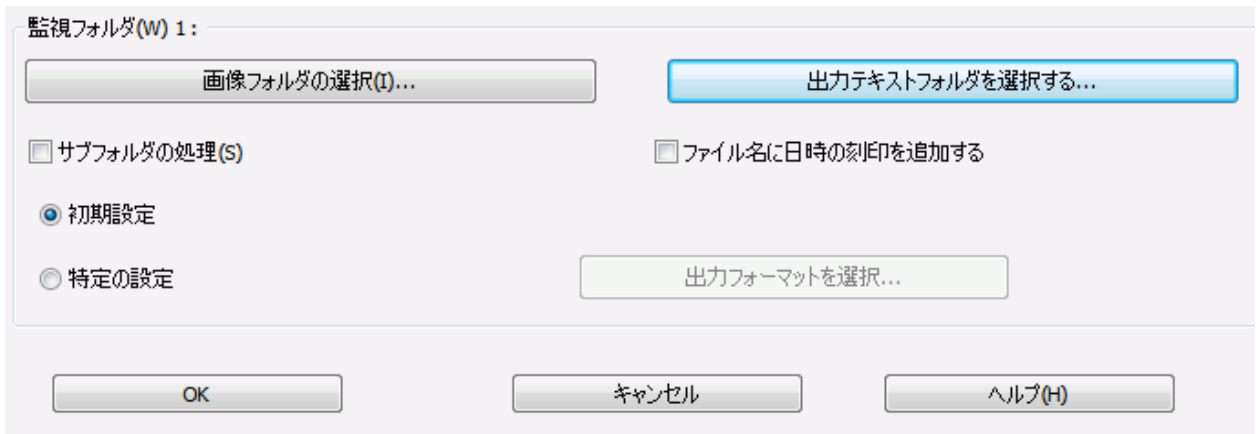 監視フォルダ(W) 1:
画像フォルダの選択(I)... 出力テキストフォルダを選択する...
サブフォルダの処理(S) ファイル名に日時の刻印を追加する
初期設定
特定の設定 出力フォーマットを選択...
OK キャンセル ヘルプ(H)